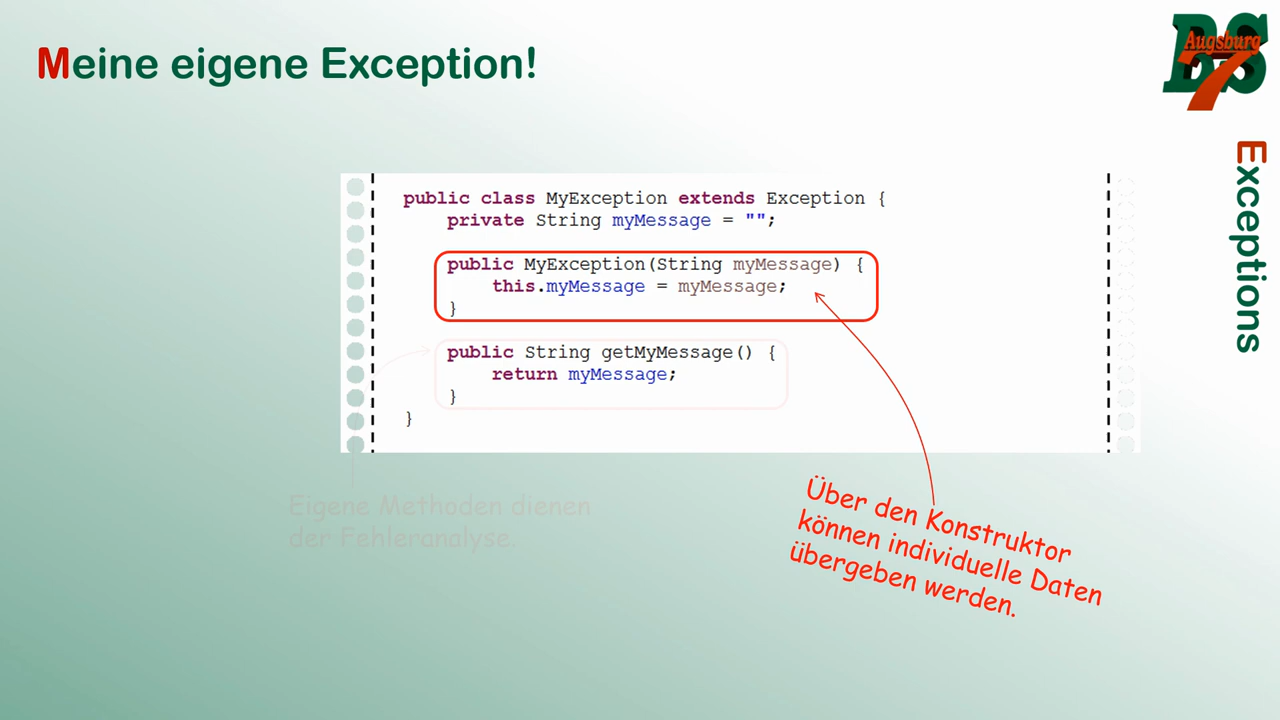 Meine eigene Exception!
BS
Augsburg
7
Exceptions
public class MyException extends Exception {
private String myMessage = "";
public MyException(String myMessage) {
this.myMessage = myMessage;
}
public String getMyMessage() {
return myMessage;
}
}
Eigene Methoden dienen
der Fehleranalyse.
Über den Konstruktor
können individuelle Daten
übergeben werden.